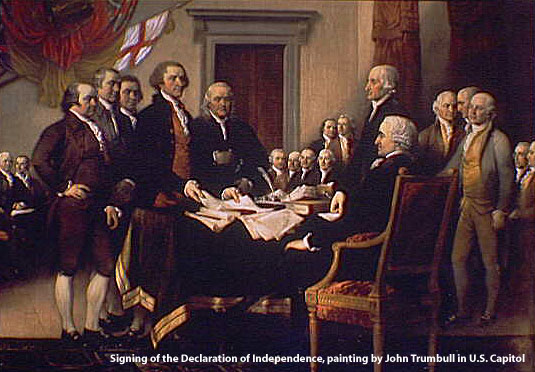 Signing of the Declaration of Independence, painting by John Trumbull in U.S. Capitol